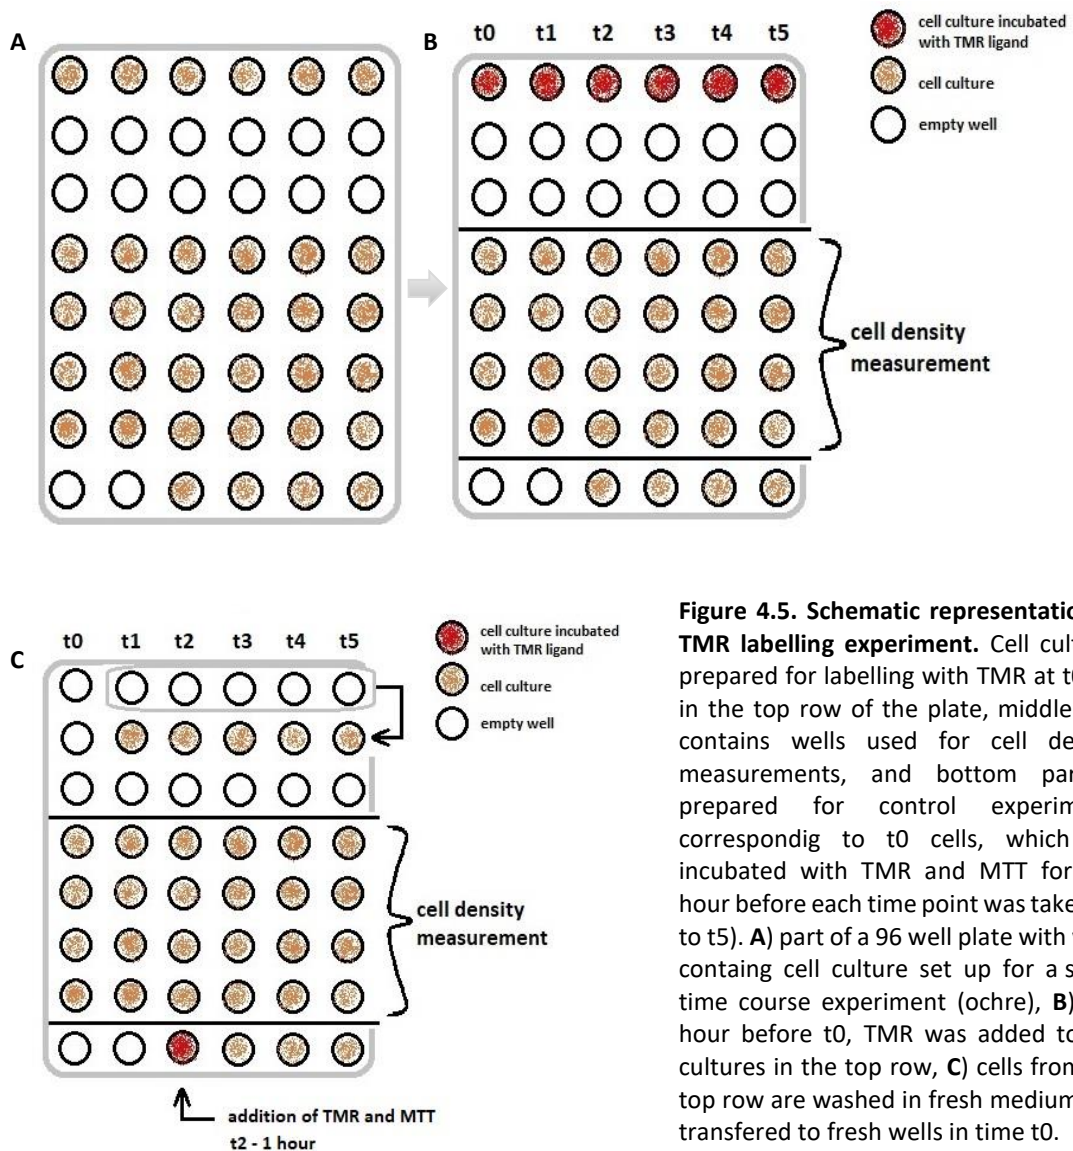 A
B
t0 t1 t2 t3 t4 t5
cell culture incubated
with TMR ligand
cell culture
empty well
cell density
measurement
C
t0 t1 t2 t3 t4 t5
cell culture incubated
with TMR ligand
cell culture
empty well
cell density
measurement
addition of TMR and MTT
t2 - 1 hour
Figure 4.5. Schematic representatio
TMR labelling experiment. Cell cult
prepared for labelling with TMR at t
in the top row of the plate, middle
contains wells used for cell de
measurements, and bottom par
prepared for control experim
correspondig to t0 cells, which
incubated with TMR and MTT for
hour before each time point was take
to t5). A) part of a 96 well plate with
containg cell culture set up for a s
time course experiment (ochre), B)
hour before t0, TMR was added to
cultures in the top row, C) cells from
top row are washed in fresh medium
transfered to fresh wells in time t0.